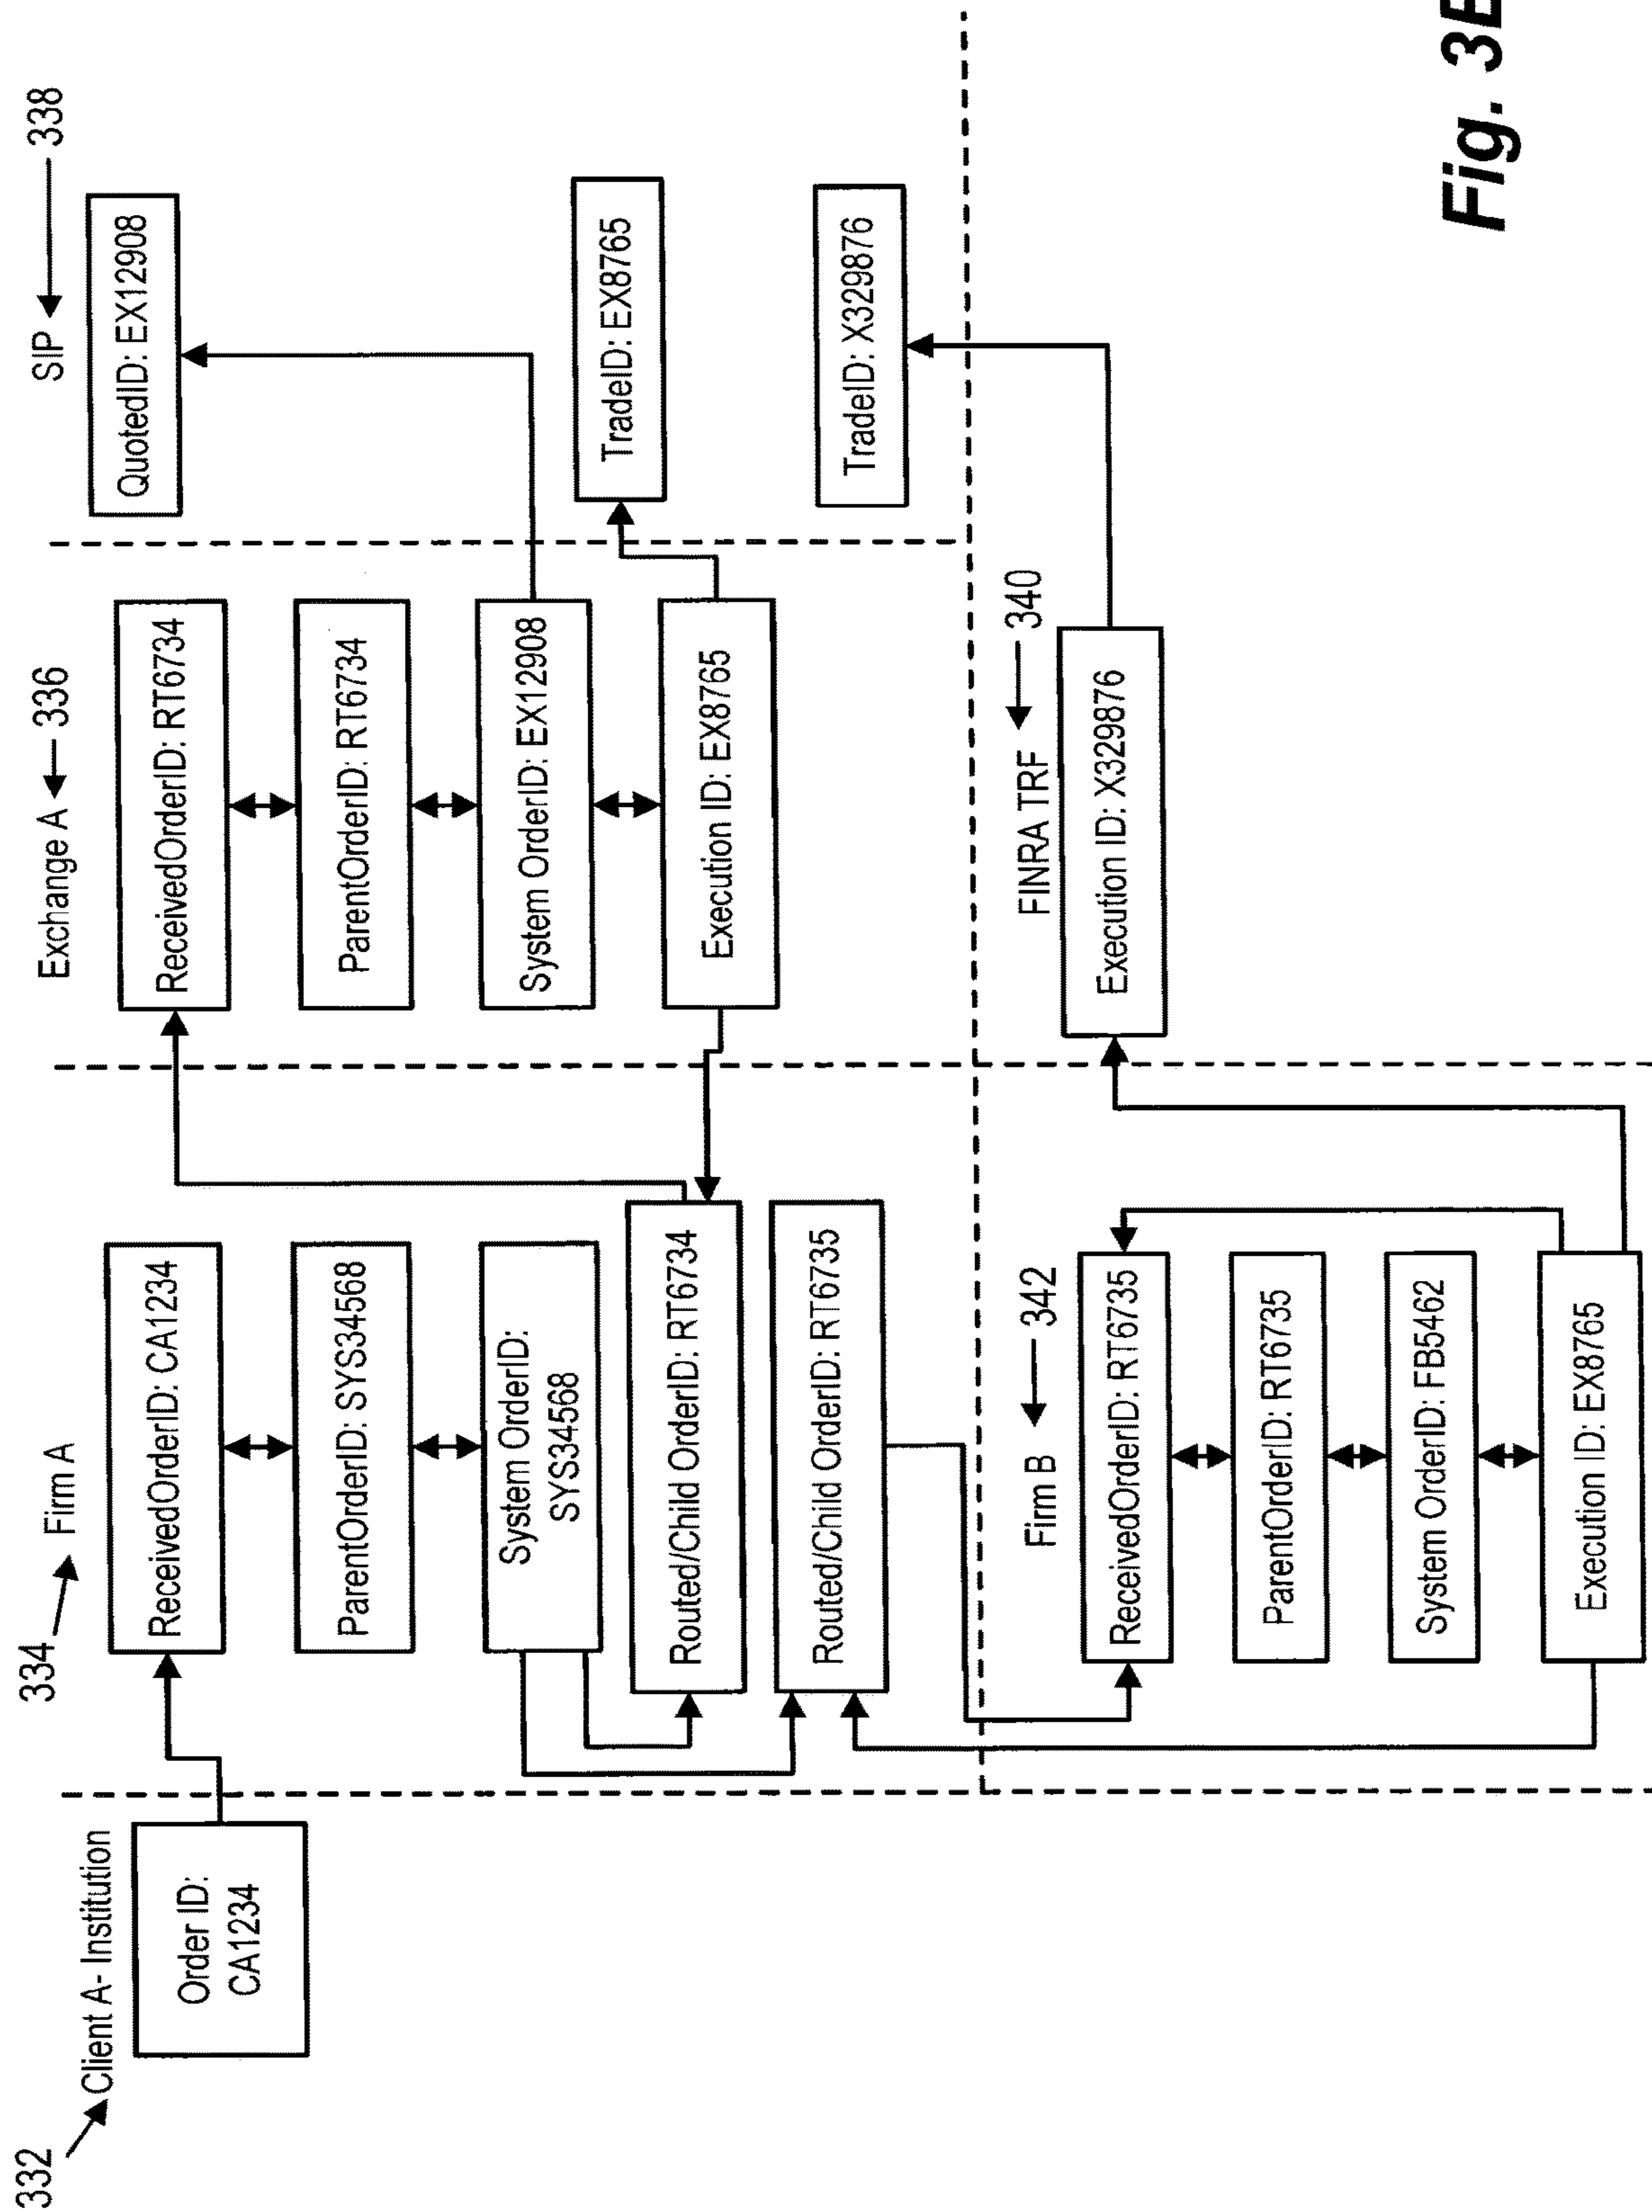 332
Client A- Institution
Order ID:
CA1234
334
Firm A
ReceivedOrderID: CA1234
ParentOrderID: SYS34568
System OrderID:
SYS34568
Routed/Child OrderID: RT6734
Routed/Child OrderID: RT6735
Exchange A
336
ReceivedOrderID: RT6734
ParentOrderID: RT6734
System OrderID: EX12908
Execution ID: EX8765
SIP
338
QuotedID: EX12908
TradeID: EX8765
TradeID: X329876
Firm B
342
ReceivedOrderID: RT6735
ParentOrderID: RT6735
System OrderID: FB5462
Execution ID: EX8765
FINRA TRF
340
Execution ID: X329876